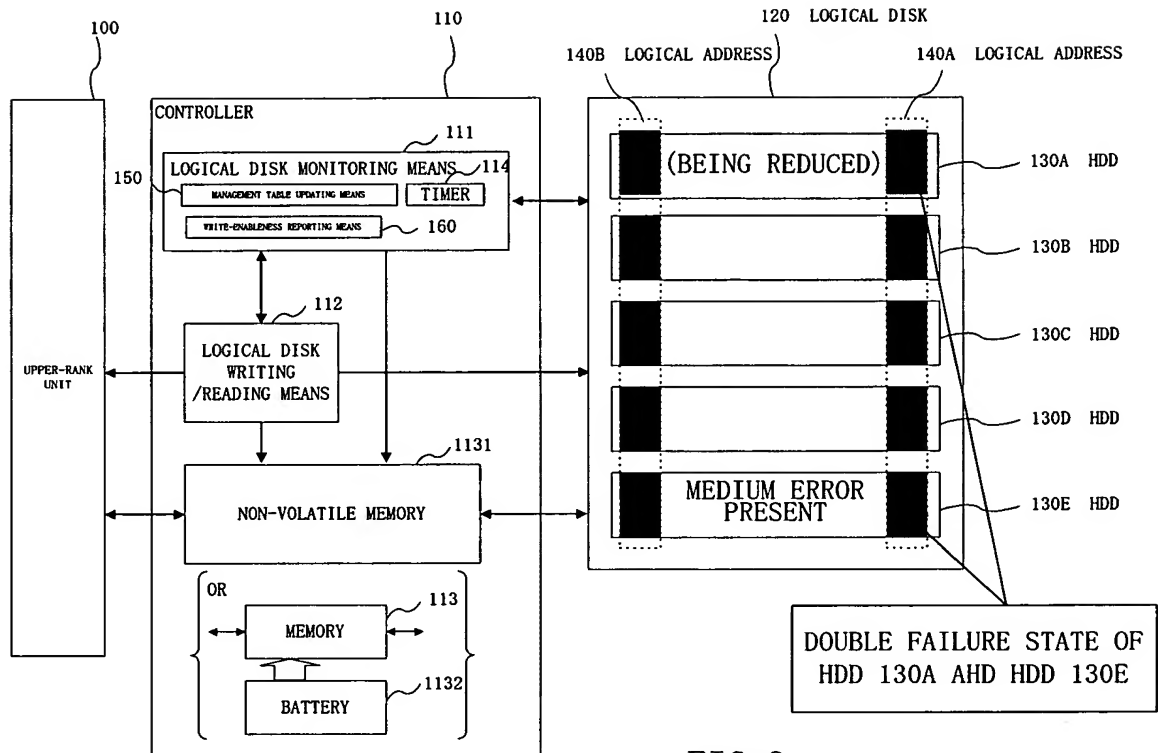 100
110
120 LOGICAL DISK
140B LOGICAL ADDRESS
140A LOGICAL ADDRESS
CONTROLLER
111
LOGICAL DISK MONITORING MEANS
114
150
MANAGEMENT TABLE UPDATING MEANS
TIMER
WRITE-ENABLENESS REPORTING MEANS
160
(BEING REDUCED)
130A HDD
130B HDD
112
LOGICAL DISK
WRITING
/READING MEANS
130C HDD
UPPER-RANK
UNIT
130D HDD
1131
NON-VOLATILE MEMORY
MEDIUM ERROR
PRESENT
130E HDD
OR
113
MEMORY
1132
BATTERY
DOUBLE FAILURE STATE OF
HDD 130A AHD HDD 130E